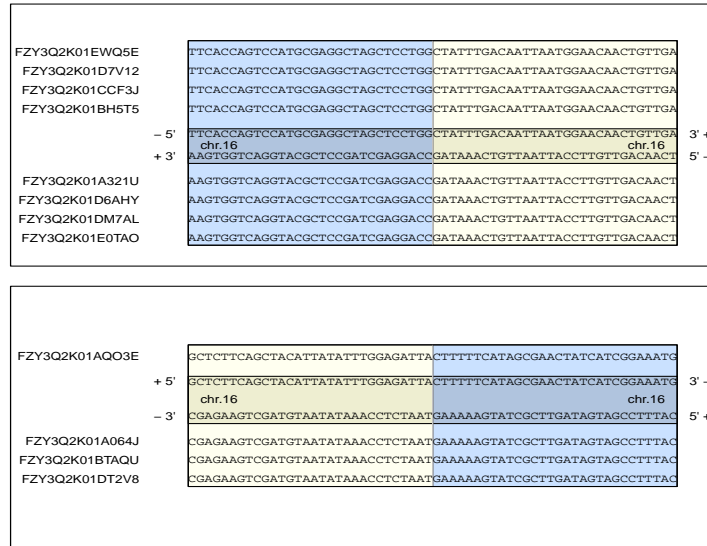 FZY3Q2K01EWQ5E TTCACCAGTCCATGCGAGGCTAGCTCCTGGCTATTTGACAATTAATGGAACAACTGTTGA
FZY3Q2K01D7V12 TTCACCAGTCCATGCGAGGCTAGCTCCTGGCTATTTGACAATTAATGGAACAACTGTTGA
FZY3Q2K01CCF3J TTCACCAGTCCATGCGAGGCTAGCTCCTGGCTATTTGACAATTAATGGAACAACTGTTGA
FZY3Q2K01BH5T5 TTCACCAGTCCATGCGAGGCTAGCTCCTGGCTATTTGACAATTAATGGAACAACTGTTGA
– 5' TTCACCAGTCCATGCGAGGCTAGCTCCTGGCTATTTGACAATTAATGGAACAACTGTTGA 3' +
chr.16 chr.16
+ 3' AAGTGGTCAGGTACGCTCCGATCGAGGACCGATAAACTGTTAATTACCTTGTTGACAACT 5' –
FZY3Q2K01A321U AAGTGGTCAGGTACGCTCCGATCGAGGACCGATAAACTGTTAATTACCTTGTTGACAACT
FZY3Q2K01D6AHY AAGTGGTCAGGTACGCTCCGATCGAGGACCGATAAACTGTTAATTACCTTGTTGACAACT
FZY3Q2K01DM7AL AAGTGGTCAGGTACGCTCCGATCGAGGACCGATAAACTGTTAATTACCTTGTTGACAACT
FZY3Q2K01E0TAO AAGTGGTCAGGTACGCTCCGATCGAGGACCGATAAACTGTTAATTACCTTGTTGACAACT
FZY3Q2K01AQO3E GCTCTTCAGCTACATTATATTTGGAGATTACTTTTTCATAGCGAACTATCATCGGAAATG
+ 5' GCTCTTCAGCTACATTATATTTGGAGATTACTTTTTCATAGCGAACTATCATCGGAAATG 3' –
chr.16 chr.16
– 3' CGAGAAGTCGATGTAATATAAACCTCTAATGAAAAAGTATCGCTTGATAGTAGCCTTTAC 5' +
FZY3Q2K01A064J CGAGAAGTCGATGTAATATAAACCTCTAATGAAAAAGTATCGCTTGATAGTAGCCTTTAC
FZY3Q2K01BTAQU CGAGAAGTCGATGTAATATAAACCTCTAATGAAAAAGTATCGCTTGATAGTAGCCTTTAC
FZY3Q2K01DT2V8 CGAGAAGTCGATGTAATATAAACCTCTAATGAAAAAGTATCGCTTGATAGTAGCCTTTAC